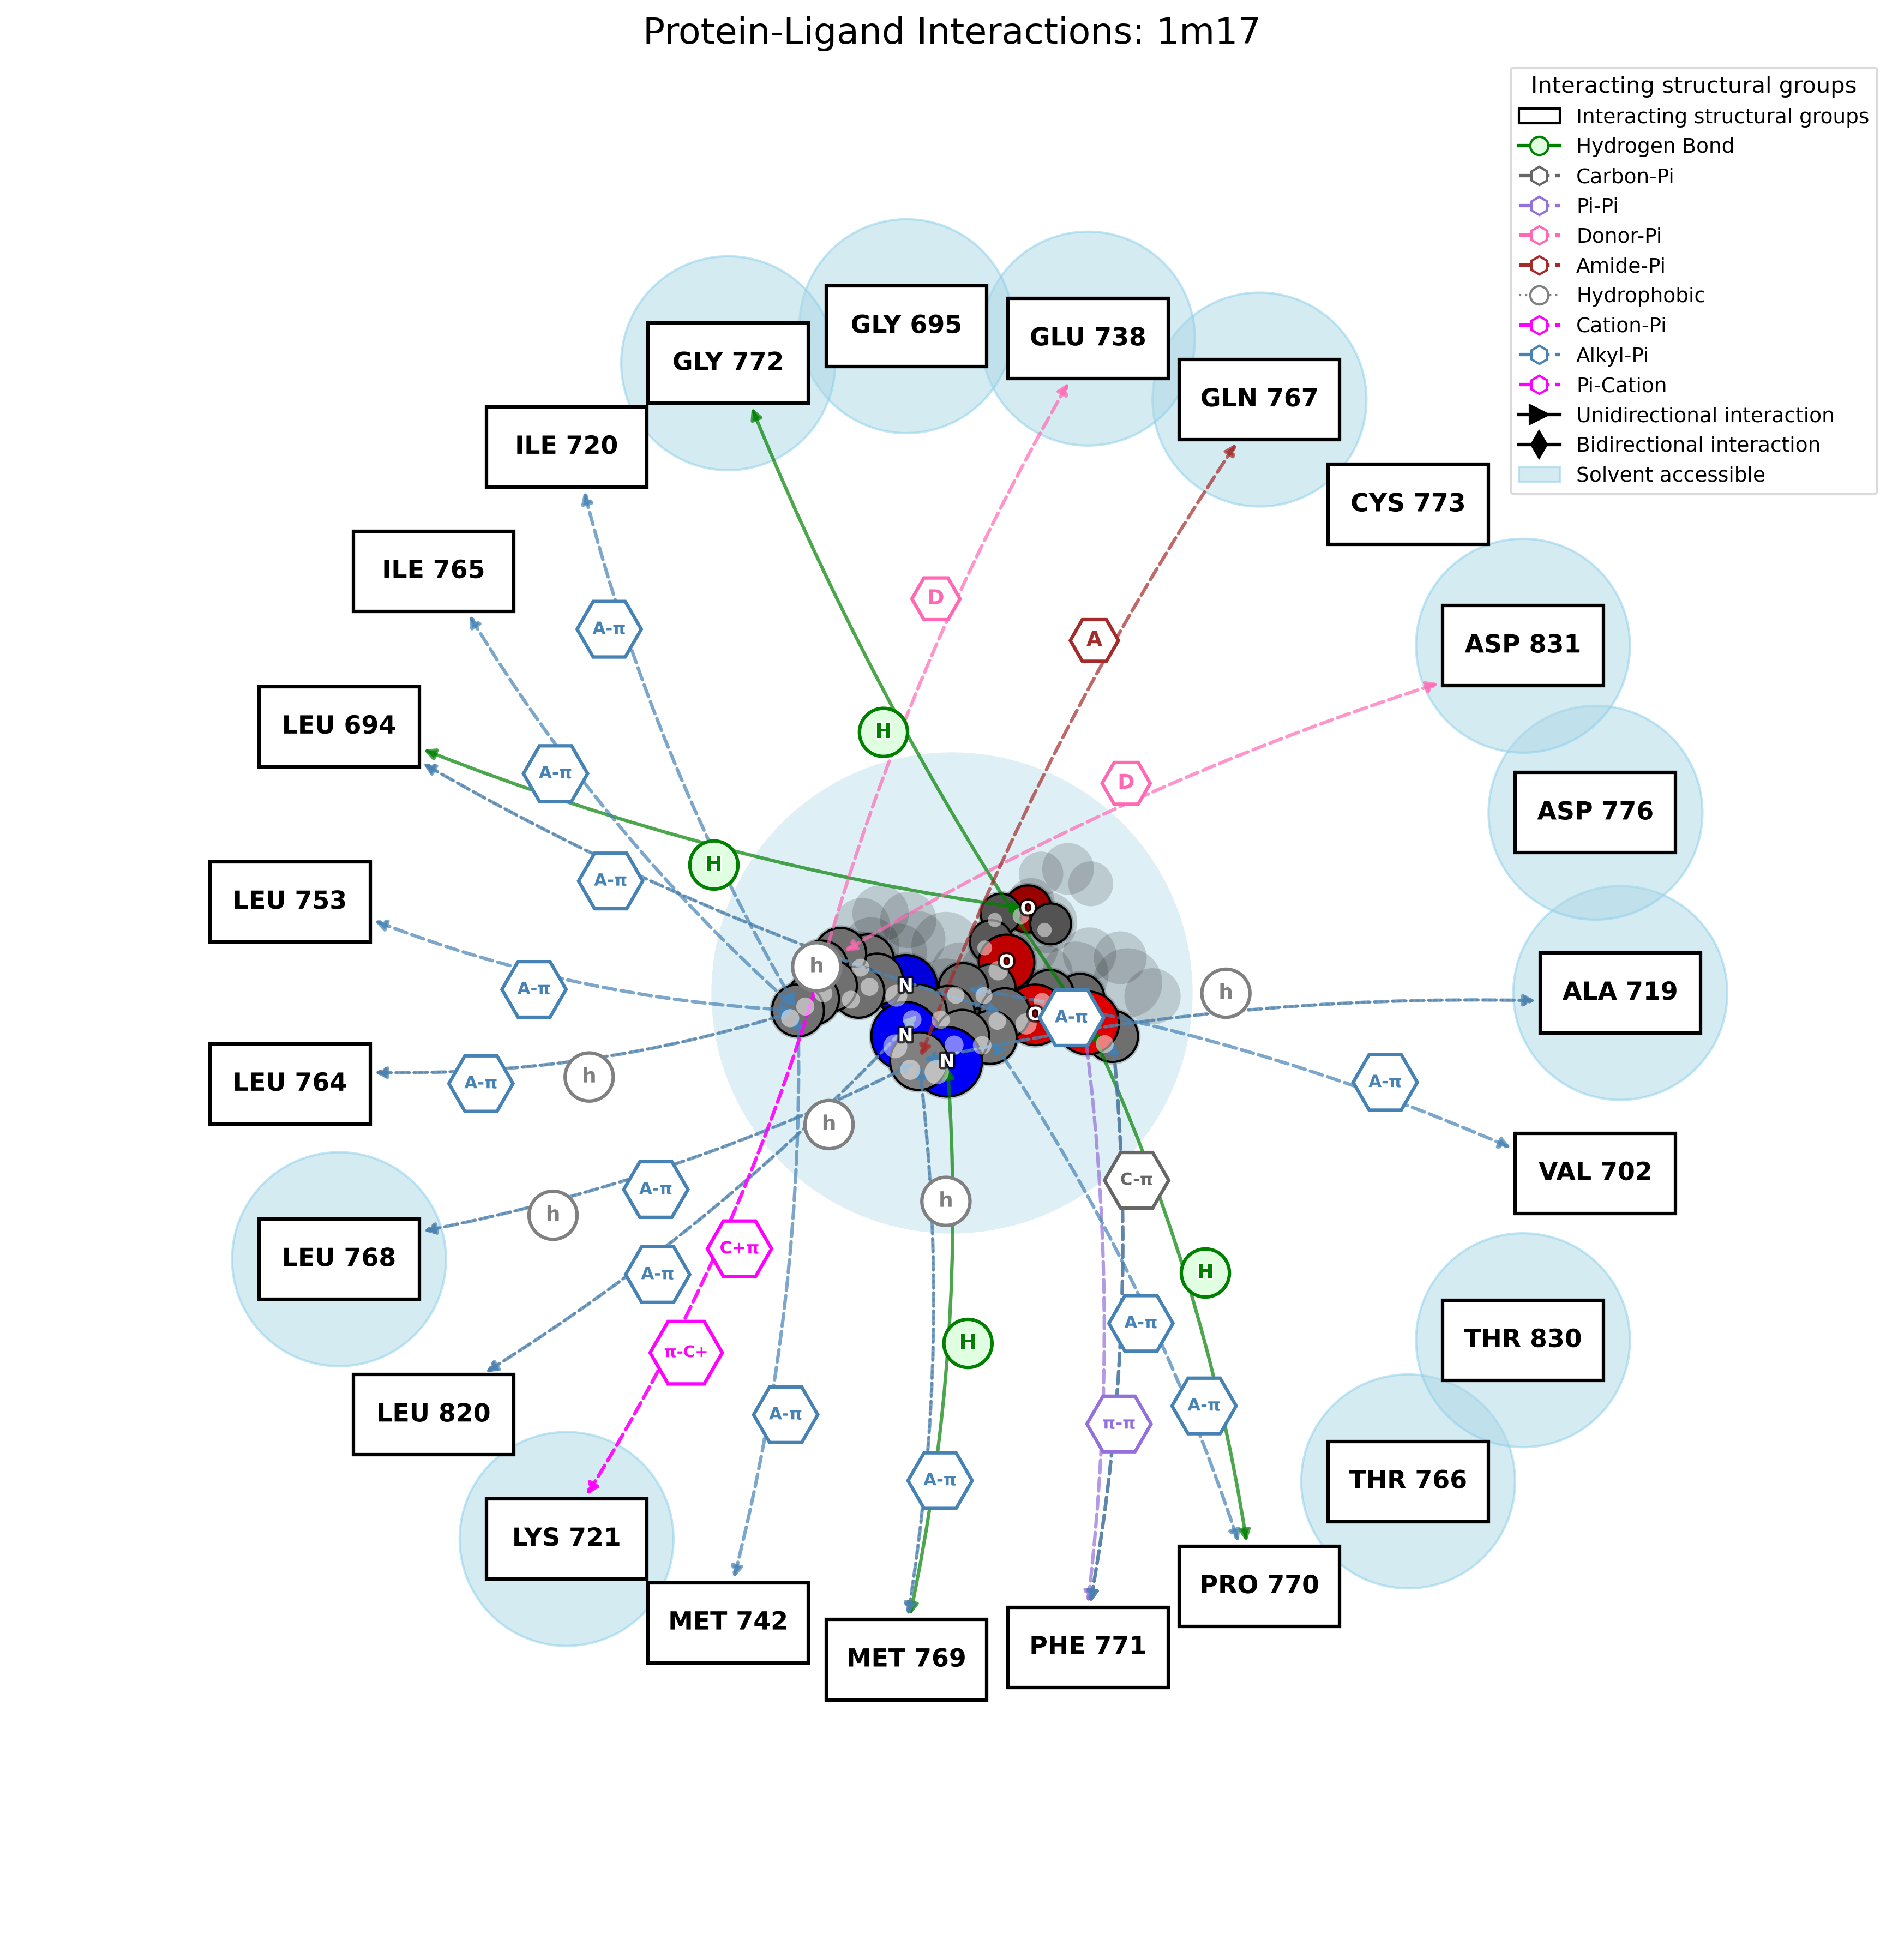 Protein-Ligand Interactions: 1m17
Interacting structural groups
Interacting structural groups
Hydrogen Bond
Carbon-Pi
Pi-Pi
Donor-Pi
Amide-Pi
Hydrophobic
Cation-Pi
Alkyl-Pi
Pi-Cation
Unidirectional interaction
Bidirectional interaction
Solvent accessible
GLY 695
GLU 738
GLY 772
GLN 767
ILE 720
CYS 773
ILE 765
D
A-π
A
ASP 831
LEU 694
H
A-π
D
ASP 776
H
A-π
LEU 753
O
h
O
N
A-π
h
ALA 719
O
A-π
N
N
LEU 764
A-π
h
A-π
h
VAL 702
C-π
A-π
h
h
LEU 768
C+π
A-π
H
A-π
THR 830
H
π-C+
LEU 820
A-π
A-π
π-π
THR 766
A-π
LYS 721
PRO 770
MET 742
PHE 771
MET 769